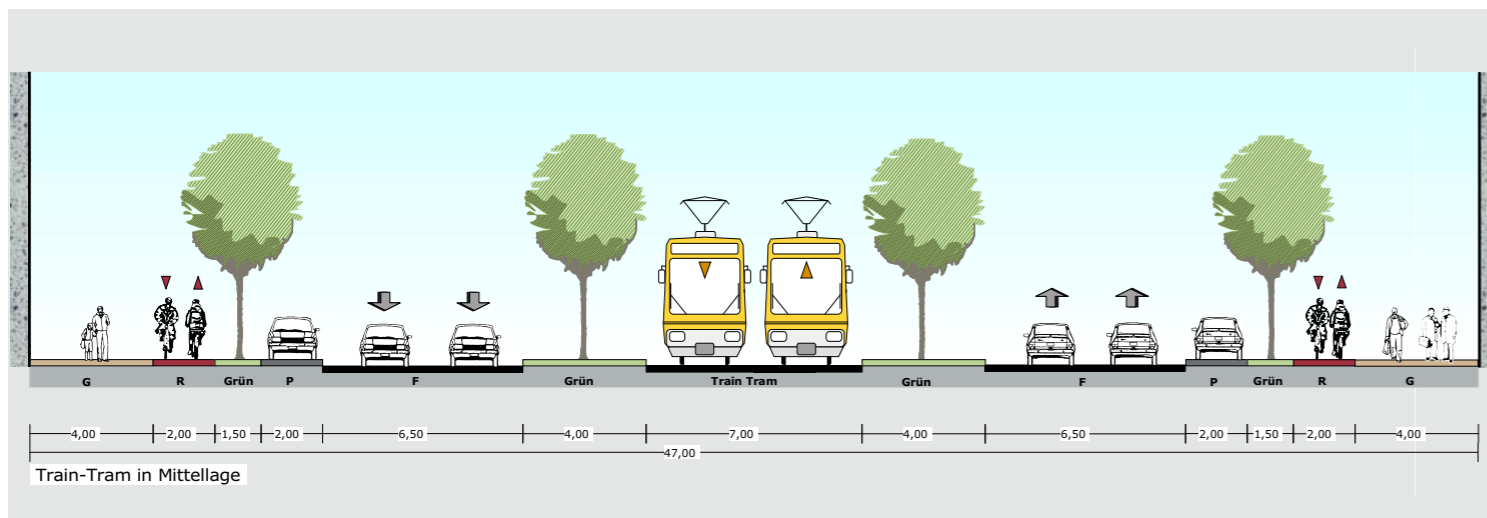 G R Grün P F Grün Train Tram Grün F P Grün R G
4,00 2,00 1,50 2,00 6,50 4,00 7,00 4,00 6,50 2,00 1,50 2,00 4,00
47,00
Train-Tram in Mittellage